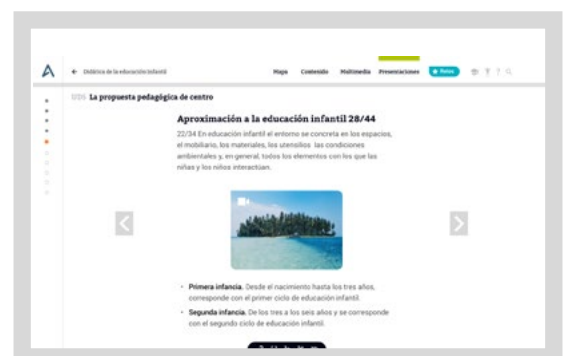 Didática de la educación infantil
Mapa Contenido Multimedia Presentaciones Retos
UD5 La propuesta pedagógica de centro
Aproximación a la educación infantil 28/44
22/34 En educación infantil el entorno se concreta en los espacios,
el mobiliario, los materiales, los utensilios las condiciones
ambientales y, en general, todos los elementos con los que las
niñas y los niños interactúan.
• Primera infancia. Desde el nacimiento hasta los tres años,
corresponde con el primer ciclo de educación infantil.
• Segunda infancia. De los tres a los seis años y se corresponde
con el segundo ciclo de educación infantil.